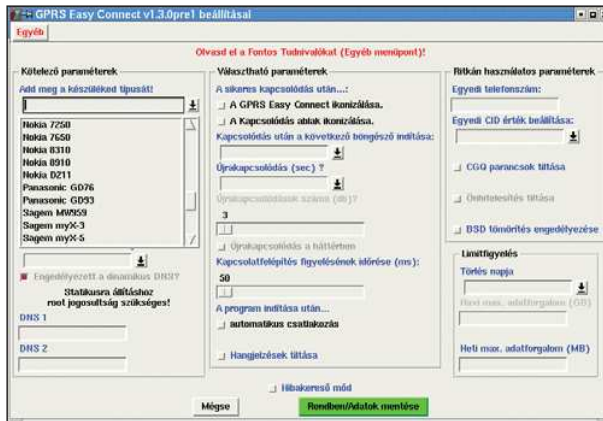 GPRS Easy Connect v1.3.0pre1 beállításai
Egyéb
Olvasd el a Fontos Tudnivalókat (Egyéb menüpont)!
Kötelező paraméterek
Add meg a készüléked típusát!
Nokia 7250
Nokia 7650
Nokia 8310
Nokia 8910
Nokia D211
Panasonic GD76
Panasonic GD93
Sagem MW959
Sagem myX-3
Sagem myX-5
Engedélyezett a dinamikus DNS?
Statikusra állításhoz
root jogosultság szükséges!
DNS 1
DNS 2
Választható paraméterek
A sikeres kapcsolódás után...:
A GPRS Easy Connect ikonizálása.
A Kapcsolódás ablak ikonizálása.
Kapcsolódás után a következő böngésző indítása:
Újrakapcsolódás (sec) ?
Újrakapcsolódások száma (db)?
3
Újrakapcsolódás a háttérben
Kapcsolatfelépítés figyelésének időrése (ms):
50
A program indítása után...
automatikus csatlakozás
Hangjelzések tiltása
Ritkán használatos paraméterek
Egyedi telefonszám:
Egyedi CID érték beállítása:
CGQ parancsok tiltása
Önhitelesítés tiltása
BSD tömörítés engedélyezése
Limitfigyelés
Törlés napja
Havi max. adatforgalom (GB)
Heti max. adatforgalom (MB)
Hibakereső mód
Mégse
Rendben/Adatok mentése